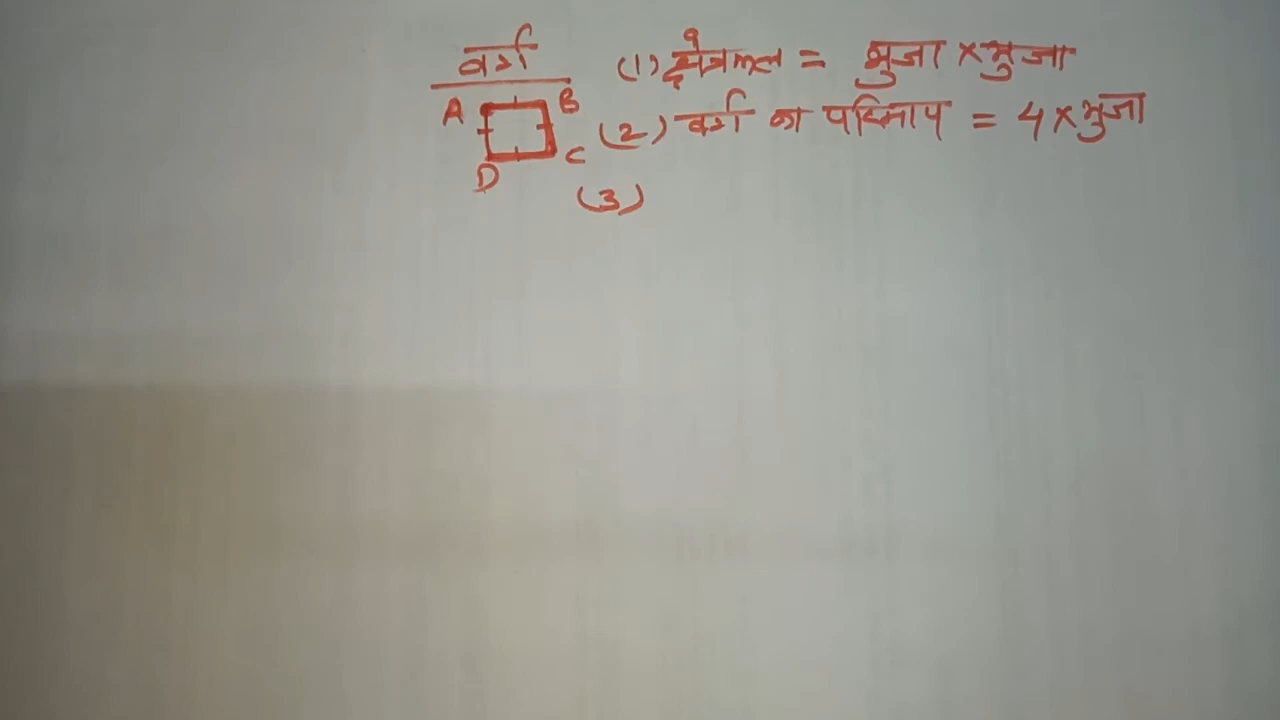 वर्ग
(1) क्षेत्रफल = भुजा × भुजा
A B
D C
(2) वर्ग का परिमाप = 4 × भुजा
(3)